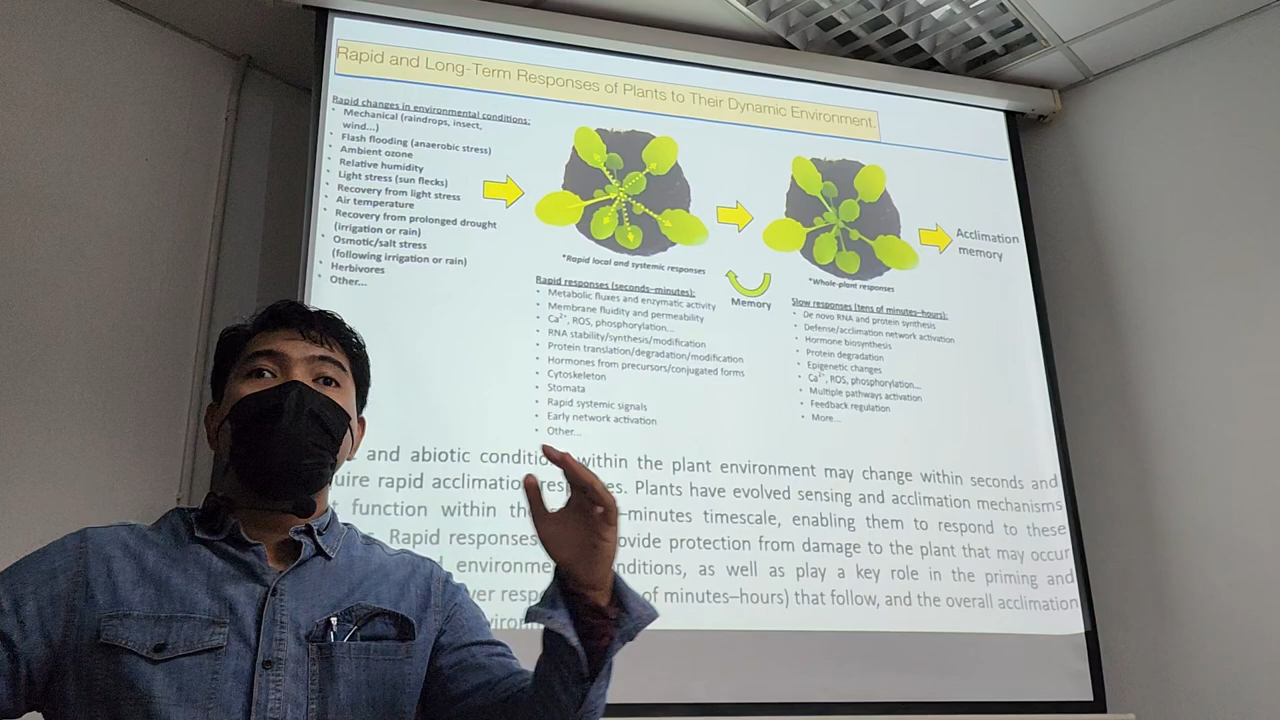 Rapid and Long-Term Responses of Plants to Their Dynamic Environment.
Rapid changes in environmental conditions:
• Mechanical (raindrops, insect,
wind...)
• Flash flooding (anaerobic stress)
• Ambient ozone
• Relative humidity
• Light stress (sun flecks)
• Recovery from light stress
• Air temperature
• Recovery from prolonged drought
(irrigation or rain)
• Osmotic/salt stress
(following irrigation or rain)
• Herbivores
• Other...
*Rapid local and systemic responses
Rapid responses (seconds–minutes):
• Metabolic fluxes and enzymatic activity
• Membrane fluidity and permeability
• Ca²⁺, ROS, phosphorylation...
• RNA stability/synthesis/modification
• Protein translation/degradation/modification
• Hormones from precursors/conjugated forms
• Cytoskeleton
• Stomata
• Rapid systemic signals
• Early network activation
• Other...
Memory
*Whole-plant responses
Slow responses (tens of minutes–hours):
• De novo RNA and protein synthesis
• Defense/acclimation network activation
• Hormone biosynthesis
• Protein degradation
• Epigenetic changes
• Ca²⁺, ROS, phosphorylation...
• Multiple pathways activation
• Feedback regulation
• More...
Acclimation
memory
and abiotic within the plant environment may change within seconds and
rapid Plants have evolved sensing and acclimation mechanisms
function within –minutes timescale, enabling them to respond to these
Rapid responses protection from damage to the plant that may occur
as well as play a key role in the priming and
of minutes–hours) that follow, and the overall acclimation